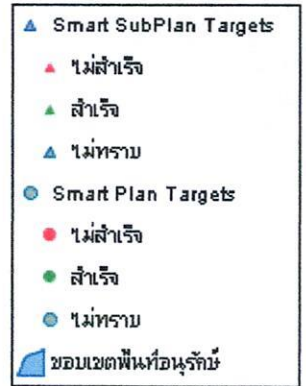 Smart SubPlan Targets
ไม่สำเร็จ
สำเร็จ
ไม่ทราบ
Smart Plan Targets
ไม่สำเร็จ
สำเร็จ
ไม่ทราบ
ขอบเขตพื้นที่อนุรักษ์